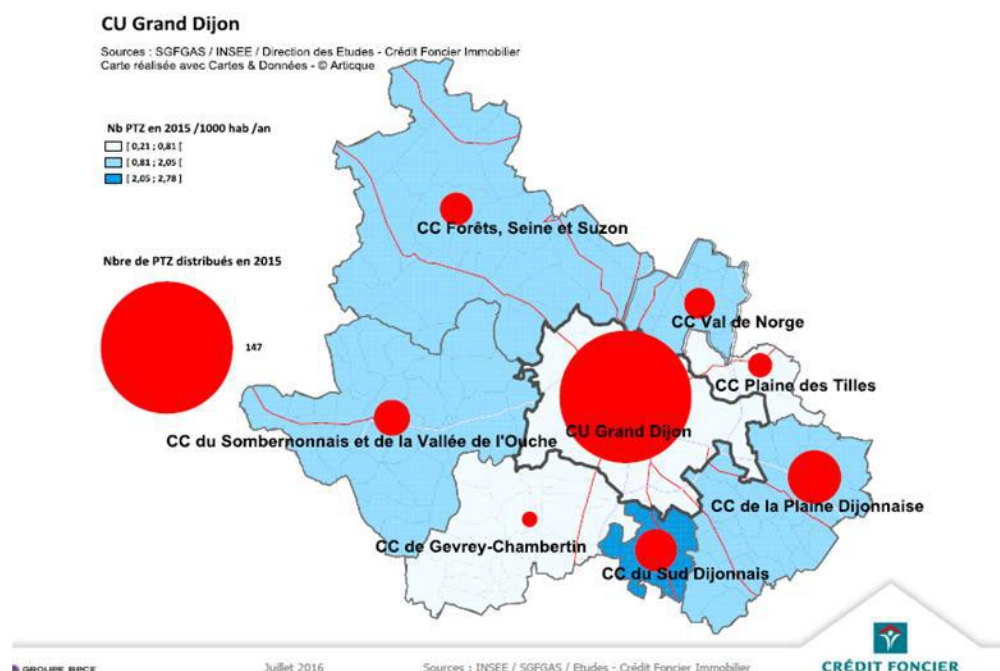 CU Grand Dijon
Sources : SGFGAS / INSEE / Direction des Etudes - Crédit Foncier Immobilier
Carte réalisée avec Cartes & Données - © Articque
Nb PTZ en 2015 /1000 hab /an
[ 0,21 ; 0,81 [
[ 0,81 ; 2,05 [
[ 2,05 ; 2,78 ]
CC Forêts, Seine et Suzon
Nbre de PTZ distribués en 2015
147
CC Val de Norge
CC Plaine des Tilles
CU Grand Dijon
CC du Sombernonnais et de la Vallée de l'Ouche
CC de la Plaine Dijonnaise
CC de Gevrey-Chambertin
CC du Sud Dijonnais
GROUPE BPCE
Juillet 2016
Sources : INSEE / SGFGAS / Etudes - Crédit Foncier Immobilier
CRÉDIT FONCIER